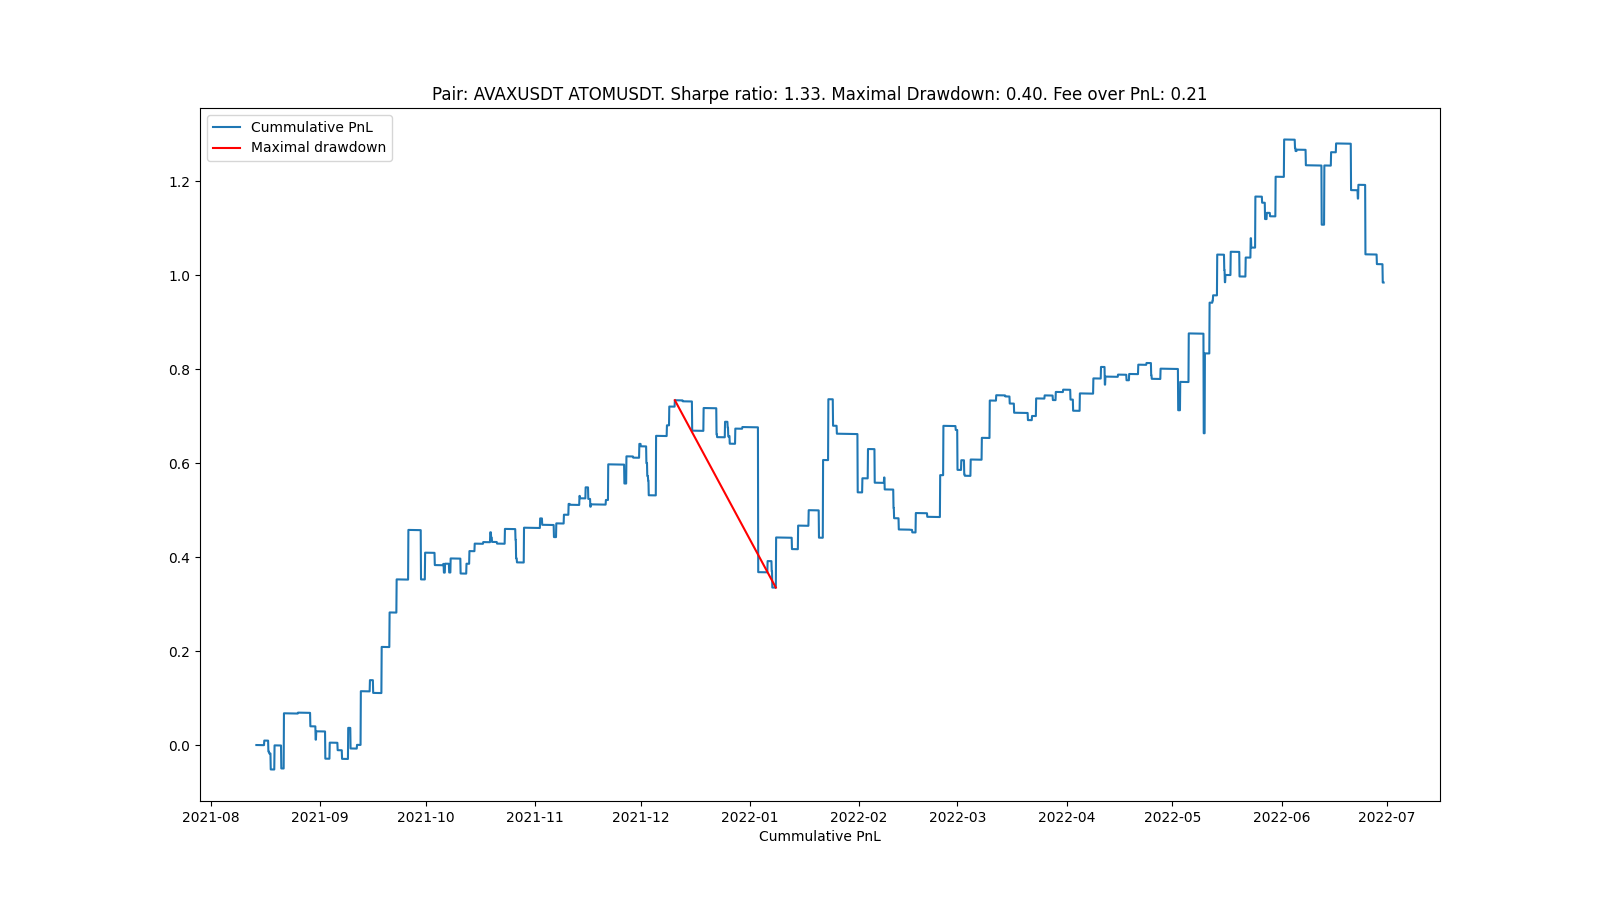 Pair: AVAXUSDT ATOMUSDT. Sharpe ratio: 1.33. Maximal Drawdown: 0.40. Fee over PnL: 0.21
Cummulative PnL
Maximal drawdown
1.2
1.0
0.8
0.6
0.4
0.2
0.0
2021-08 2021-09 2021-10 2021-11 2021-12 2022-01 2022-02 2022-03 2022-04 2022-05 2022-06 2022-07
Cummulative PnL